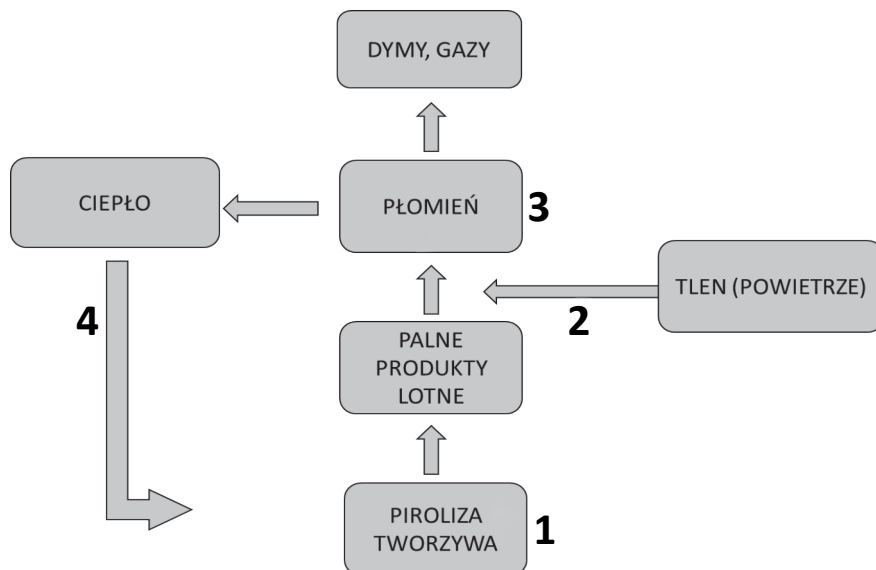 DYMY, GAZY
CIEPŁO
PŁOMIEŃ
3
TLEN (POWIETRZE)
4
2
PALNE
PRODUKTY
LOTNE
PIROLIZA
TWORZYWA
1